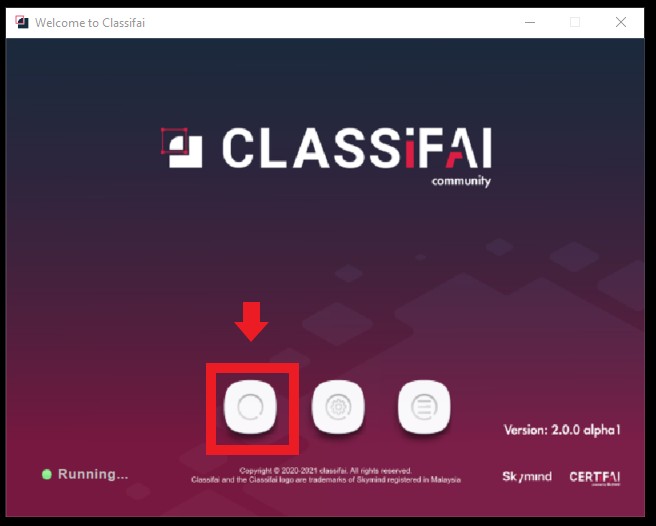 Welcome to Classifai
CLASSiFAI
community
Version: 2.0.0 alpha1
Running...
Copyright © 2020-2021 classifai. All rights reserved.
Classifai and the Classifai logo are trademarks of Skymind registered in Malaysia
Skymind
CERTFAI